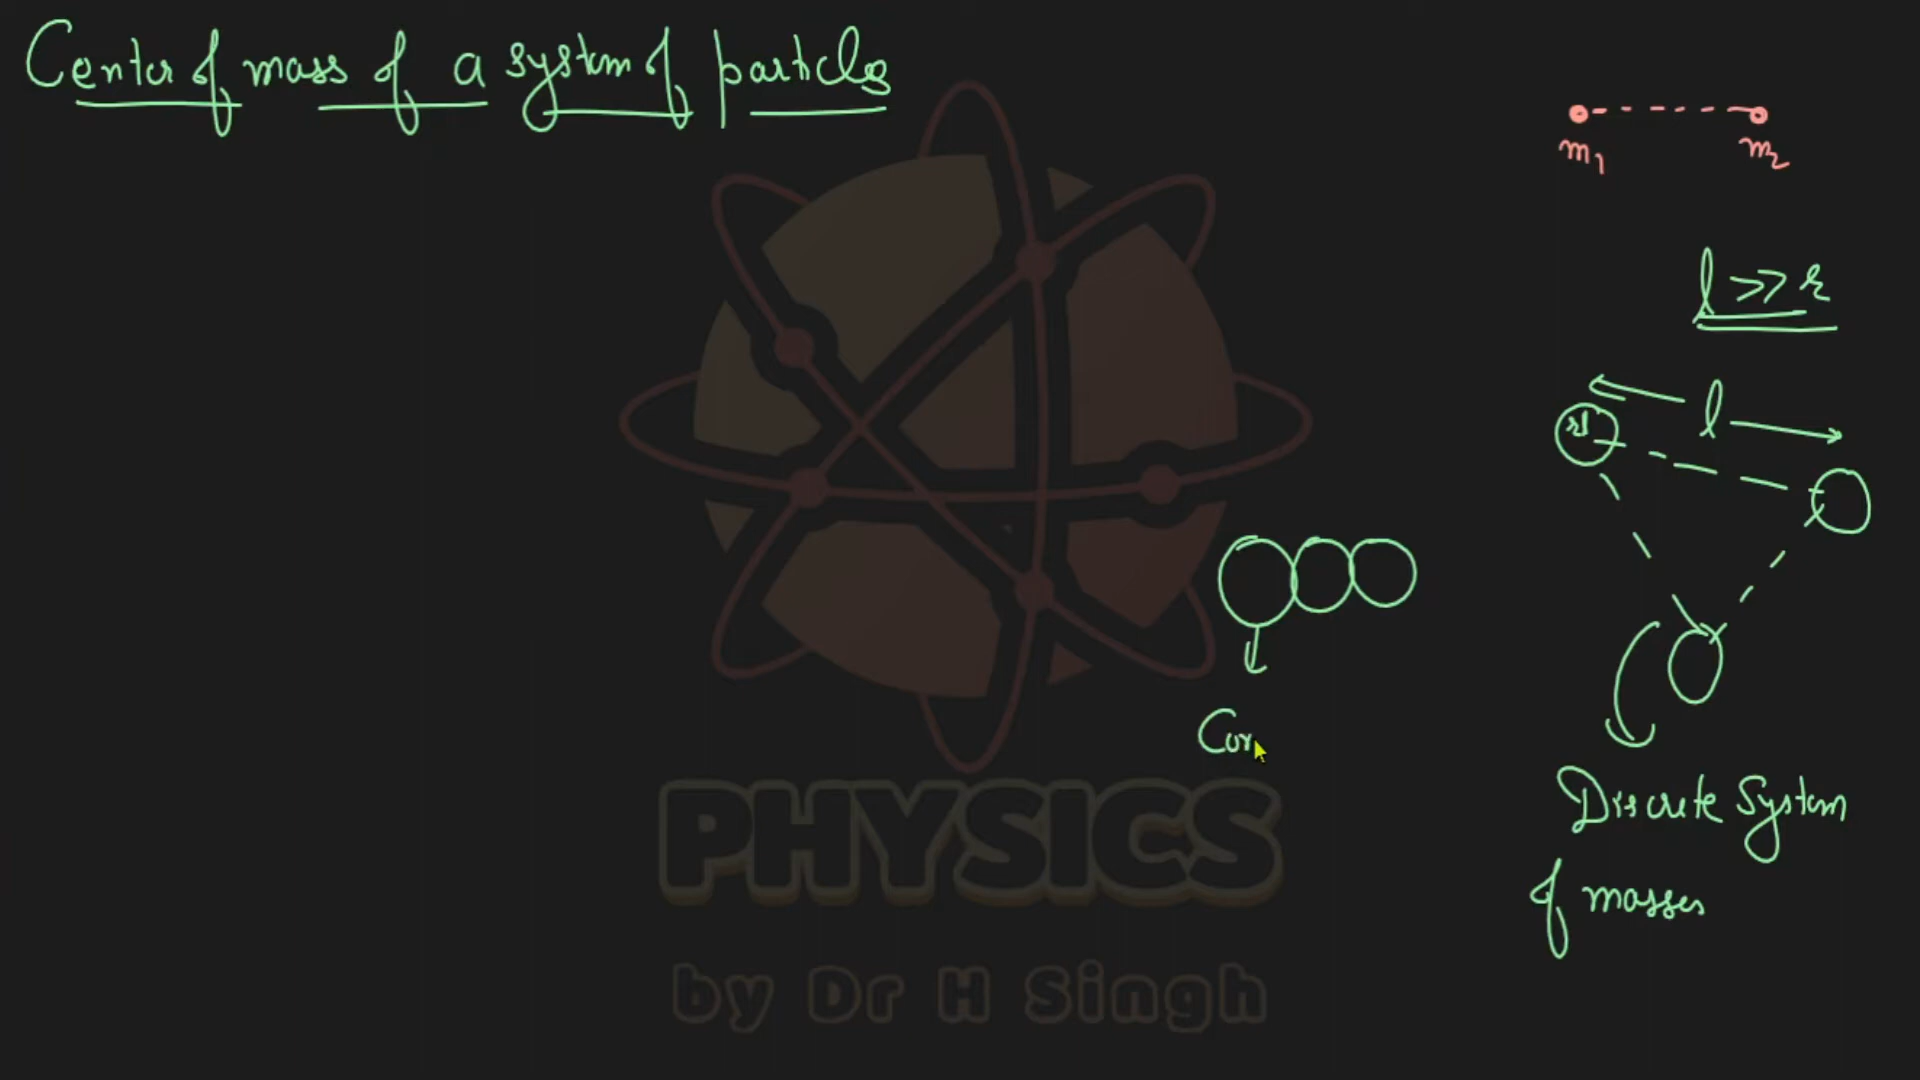 Center of mass of a system of particles
m1 m2
l >> r
l
r
Discrete System
of masses
PHYSICS
by Dr H Singh